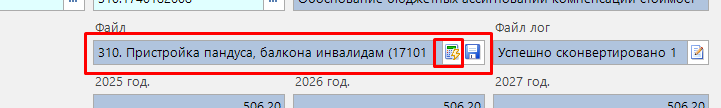 Файл Файл лог
310. Пристройка пандуса, балкона инвалидам (17101 Успешно сконвертировано 1
2025 год. 2026 год. 2027 год.
506,20 506,20 506,20